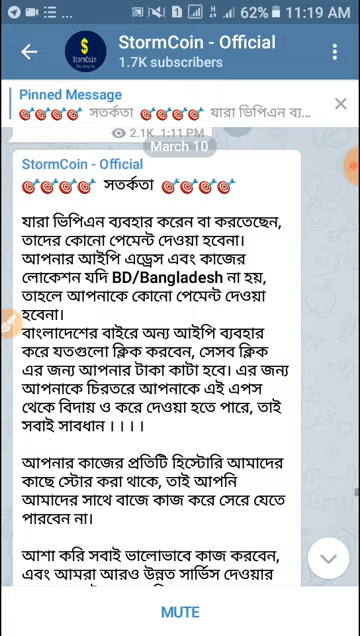 62% 11:19 AM
StormCoin - Official
1.7K subscribers
$
StormCoin
Pinned Message
সতর্কতা যারা ভিপিএন ব্য...
2.1K 1:11 PM
March 10
StormCoin - Official
সতর্কতা
যারা ভিপিএন ব্যবহার করেন বা করতেছেন,
তাদের কোনো পেমেন্ট দেওয়া হবেনা।
আপনার আইপি এড্রেস এবং কাজের
লোকেশন যদি BD/Bangladesh না হয়,
তাহলে আপনাকে কোনো পেমেন্ট দেওয়া
হবেনা।
বাংলাদেশের বাইরে অন্য আইপি ব্যবহার
করে যতগুলো ক্লিক করবেন, সেসব ক্লিক
এর জন্য আপনার টাকা কাটা হবে। এর জন্য
আপনাকে চিরতরে আপনাকে এই এপস
থেকে বিদায় ও করে দেওয়া হতে পারে, তাই
সবাই সাবধান । । । ।
আপনার কাজের প্রতিটি হিস্টোরি আমাদের
কাছে স্টোর করা থাকে, তাই আপনি
আমাদের সাথে বাজে কাজ করে সেরে যেতে
পারবেন না।
আশা করি সবাই ভালোভাবে কাজ করবেন,
এবং আমরা আরও উন্নত সার্ভিস দেওয়ার
MUTE